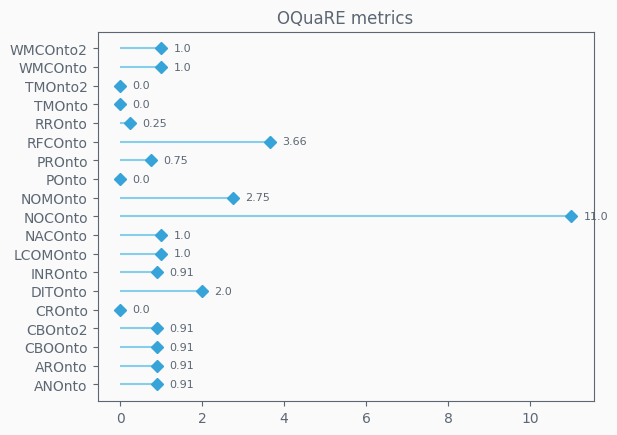 OQuaRE metrics
WMCOnto2 1.0
WMCOnto 1.0
TMOnto2 0.0
TMOnto 0.0
RROnto 0.25
RFCOnto 3.66
PROnto 0.75
POnto 0.0
NOMOnto 2.75
NOCOnto 11.0
NACOnto 1.0
LCOMOnto 1.0
INROnto 0.91
DITOnto 2.0
CROnto 0.0
CBOnto2 0.91
CBOOnto 0.91
AROnto 0.91
ANOnto 0.91
0 2 4 6 8 10